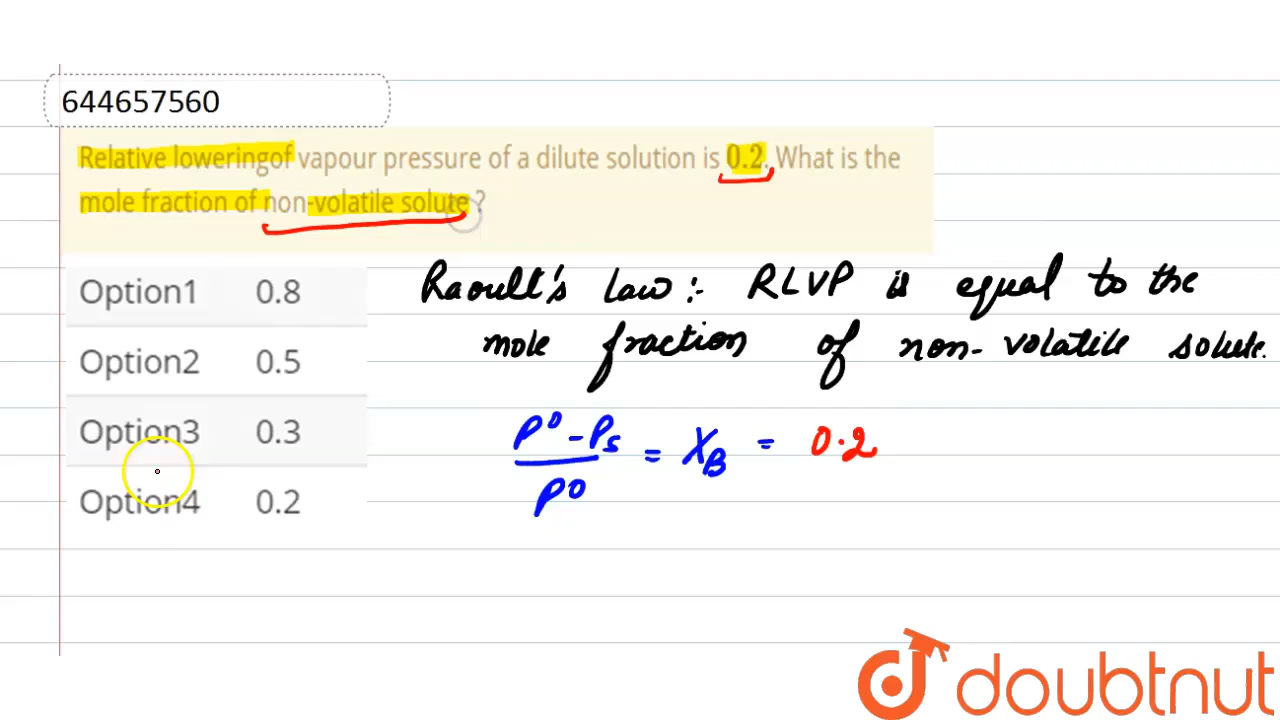 644657560
Relative loweringof vapour pressure of a dilute solution is 0.2. What is the
mole fraction of non-volatile solute ?
Option1 0.8
Option2 0.5
Option3 0.3
Option4 0.2
Raoult's law :- RLVP is equal to the
mole fraction of non-volatile solute.
P⁰ - Ps
P⁰
= XB = 0.2
doubtnut